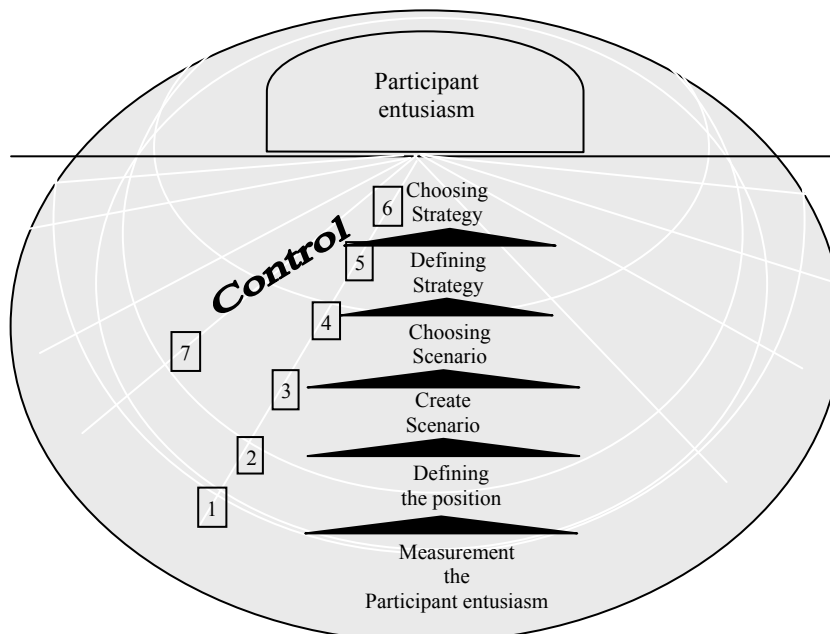 Participant
entusiasm
6
Choosing
Strategy
Control
5
Defining
Strategy
4
Choosing
Scenario
7
3
Create
Scenario
2
Defining
the position
1
Measurement
the
Participant entusiasm